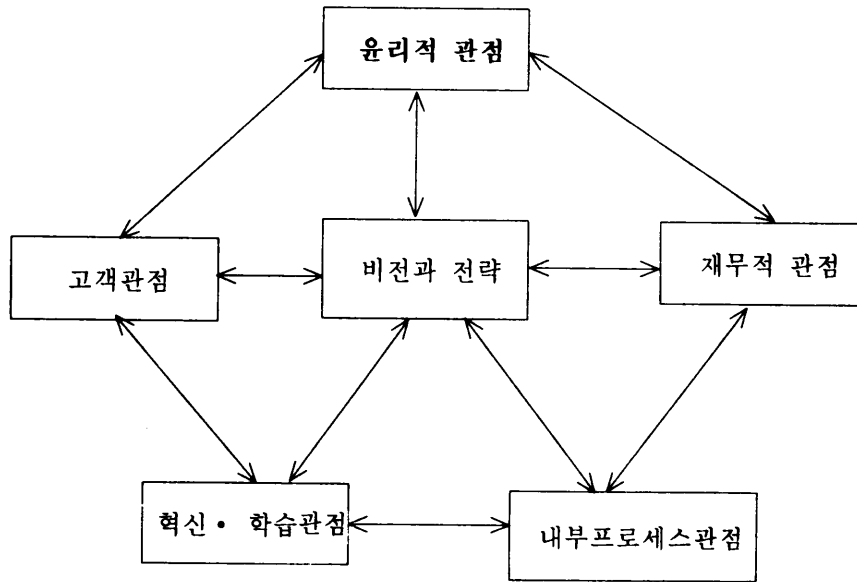 윤리적 관점
고객관점
비전과 전략
재무적 관점
혁신• 학습관점
내부프로세스관점